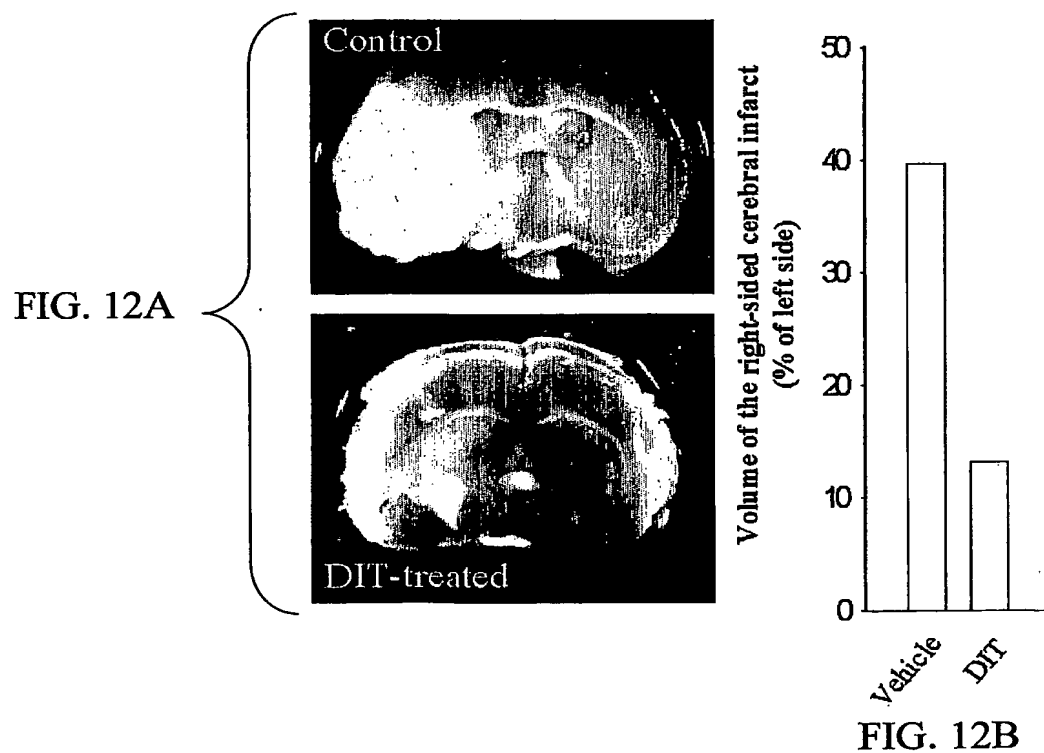 FIG. 12A
Control
DIT-treated
Volume of the right-sided cerebral infarct
(% of left side)
50
40
30
20
10
0
Vehicle
DIT
FIG. 12B